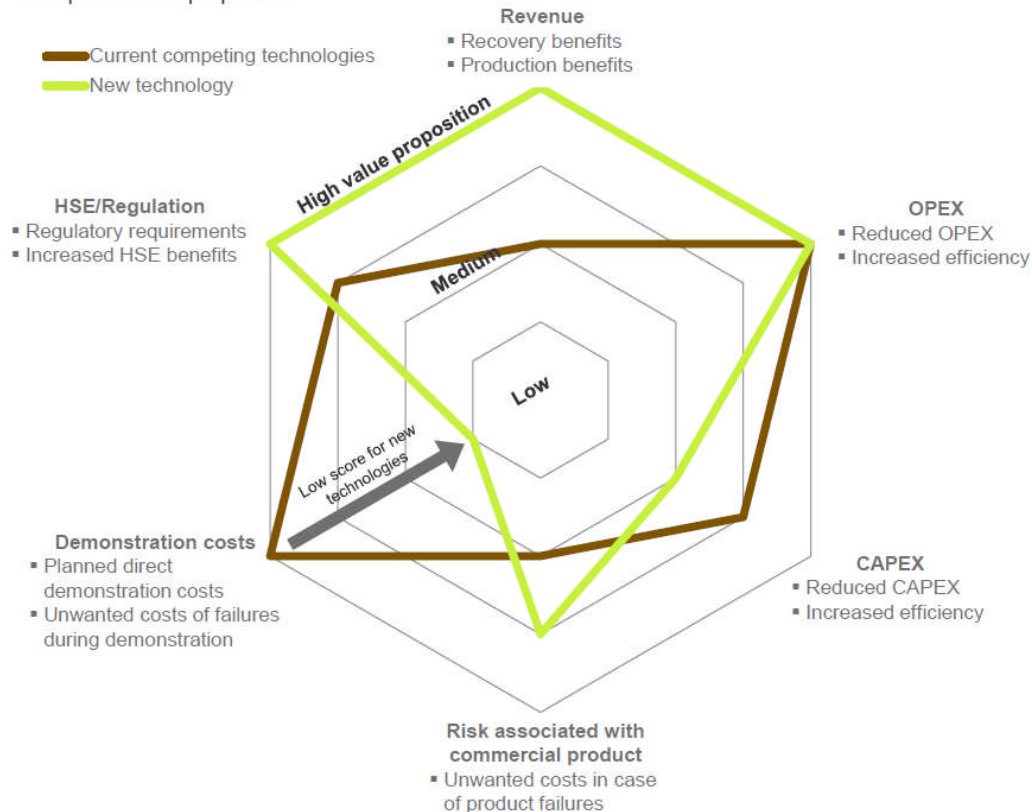 Revenue
▪ Recovery benefits
▪ Production benefits
Current competing technologies
New technology
High value proposition
HSE/Regulation
▪ Regulatory requirements
▪ Increased HSE benefits
OPEX
▪ Reduced OPEX
▪ Increased efficiency
Medium
Low
Low score for new
technologies
Demonstration costs
▪ Planned direct
demonstration costs
▪ Unwanted costs of failures
during demonstration
CAPEX
▪ Reduced CAPEX
▪ Increased efficiency
Risk associated with
commercial product
▪ Unwanted costs in case
of product failures